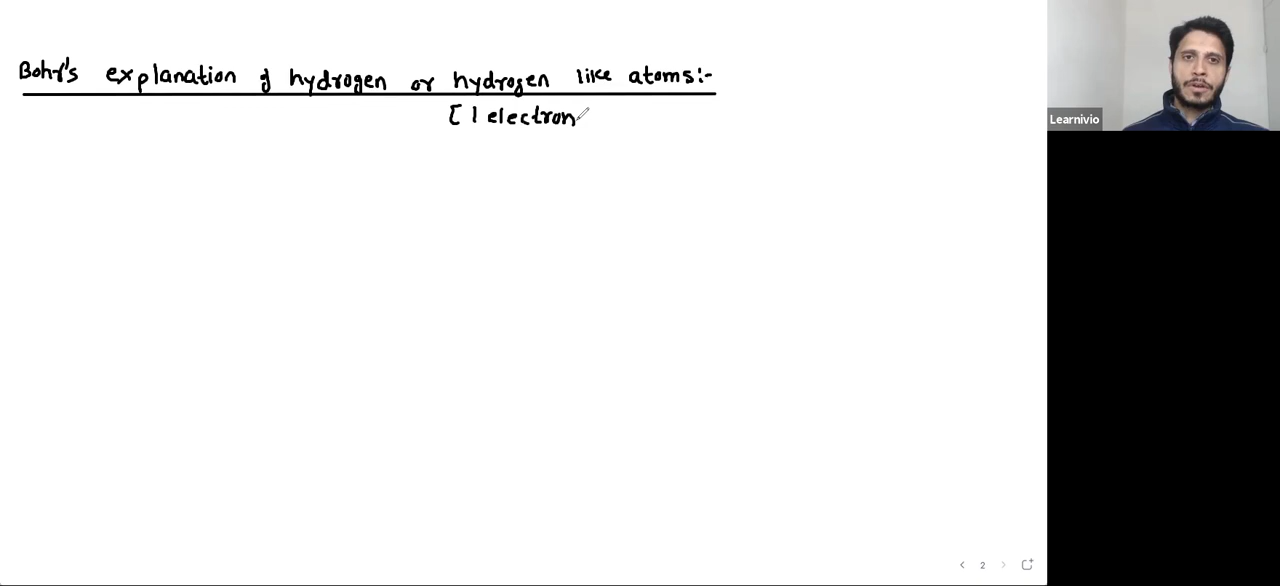 Bohr's explanation of hydrogen or hydrogen like atoms:-
[ 1 electron
Learnivio
2